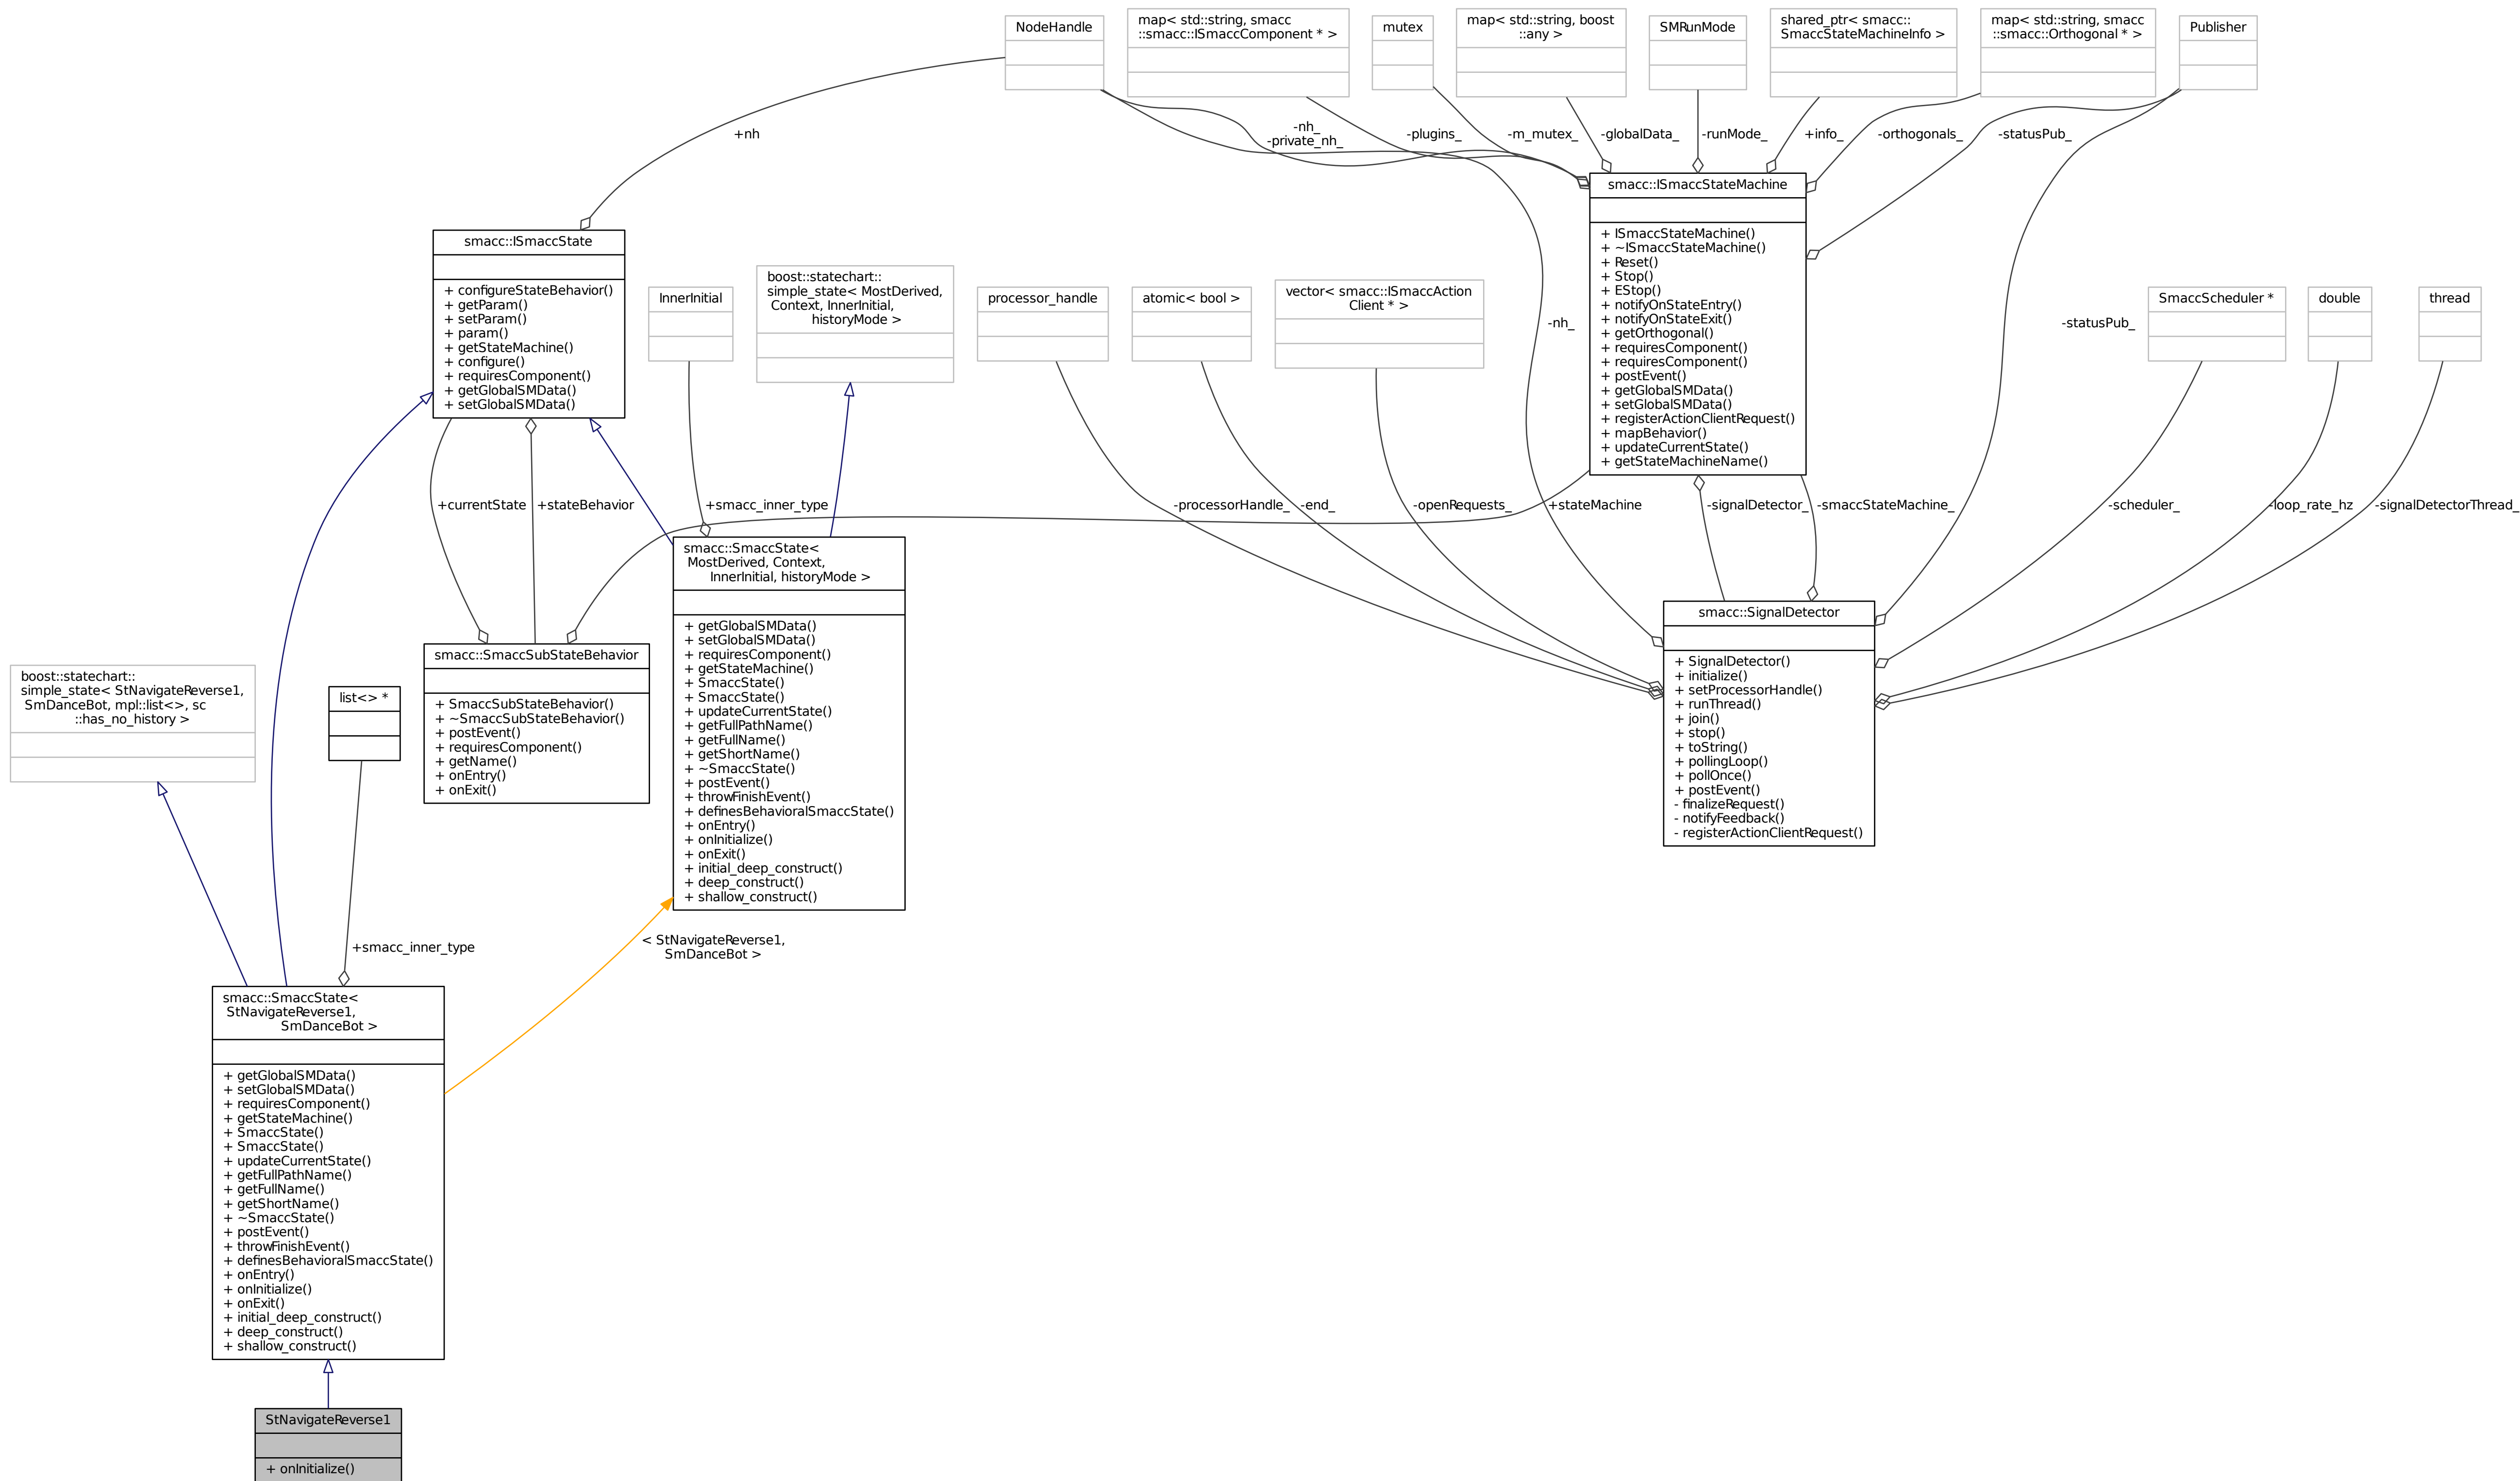 NodeHandle
map< std::string, smacc
::smacc::ISmaccComponent * >
mutex
map< std::string, boost
::any >
SMRunMode
shared_ptr< smacc::
SmaccStateMachineInfo >
map< std::string, smacc
::smacc::Orthogonal * >
Publisher
+nh
-nh_
-private_nh_
-plugins_
-m_mutex_
-globalData_
-runMode_
+info_
-orthogonals_
-statusPub_
smacc::ISmaccStateMachine
+ ISmaccStateMachine()
+ ~ISmaccStateMachine()
+ Reset()
+ Stop()
+ EStop()
+ notifyOnStateEntry()
+ notifyOnStateExit()
+ getOrthogonal()
+ requiresComponent()
+ requiresComponent()
+ postEvent()
+ getGlobalSMData()
+ setGlobalSMData()
+ registerActionClientRequest()
+ mapBehavior()
+ updateCurrentState()
+ getStateMachineName()
smacc::ISmaccState
+ configureStateBehavior()
+ getParam()
+ setParam()
+ param()
+ getStateMachine()
+ configure()
+ requiresComponent()
+ getGlobalSMData()
+ setGlobalSMData()
InnerInitial
boost::statechart::
simple_state< MostDerived,
Context, InnerInitial,
historyMode >
processor_handle
atomic< bool >
vector< smacc::ISmaccAction
Client * >
-nh_
-statusPub_
SmaccScheduler *
double
thread
+currentState
+stateBehavior
+smacc_inner_type
-processorHandle_
-end_
-openRequests_
+stateMachine
-signalDetector_
-smaccStateMachine_
-scheduler_
-loop_rate_hz
-signalDetectorThread_
smacc::SmaccState<
MostDerived, Context,
InnerInitial, historyMode >
+ getGlobalSMData()
+ setGlobalSMData()
+ requiresComponent()
+ getStateMachine()
+ SmaccState()
+ SmaccState()
+ updateCurrentState()
+ getFullPathName()
+ getFullName()
+ getShortName()
+ ~SmaccState()
+ postEvent()
+ throwFinishEvent()
+ definesBehavioralSmaccState()
+ onEntry()
+ onInitialize()
+ onExit()
+ initial_deep_construct()
+ deep_construct()
+ shallow_construct()
smacc::SignalDetector
+ SignalDetector()
+ initialize()
+ setProcessorHandle()
+ runThread()
+ join()
+ stop()
+ toString()
+ pollingLoop()
+ pollOnce()
+ postEvent()
- finalizeRequest()
- notifyFeedback()
- registerActionClientRequest()
smacc::SmaccSubStateBehavior
+ SmaccSubStateBehavior()
+ ~SmaccSubStateBehavior()
+ postEvent()
+ requiresComponent()
+ getName()
+ onEntry()
+ onExit()
boost::statechart::
simple_state< StNavigateReverse1,
SmDanceBot, mpl::list<>, sc
::has_no_history >
list<> *
+smacc_inner_type
< StNavigateReverse1,
SmDanceBot >
smacc::SmaccState<
StNavigateReverse1,
SmDanceBot >
+ getGlobalSMData()
+ setGlobalSMData()
+ requiresComponent()
+ getStateMachine()
+ SmaccState()
+ SmaccState()
+ updateCurrentState()
+ getFullPathName()
+ getFullName()
+ getShortName()
+ ~SmaccState()
+ postEvent()
+ throwFinishEvent()
+ definesBehavioralSmaccState()
+ onEntry()
+ onInitialize()
+ onExit()
+ initial_deep_construct()
+ deep_construct()
+ shallow_construct()
StNavigateReverse1
+ onInitialize()